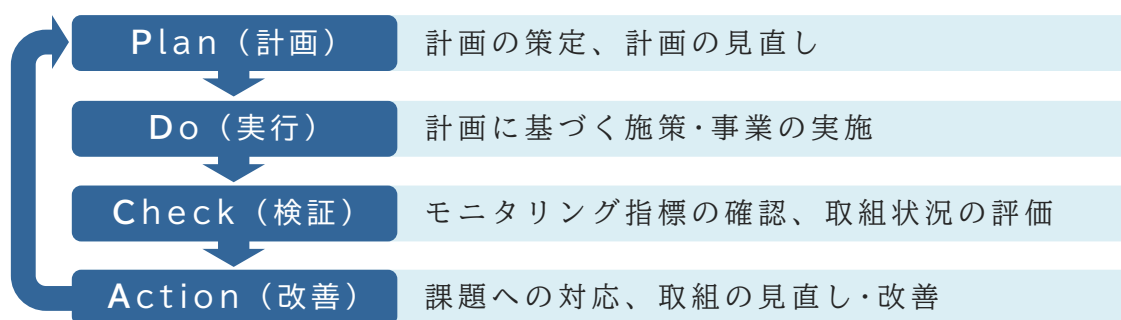 Plan（計画） 計画の策定、計画の見直し
Do（実行） 計画に基づく施策・事業の実施
Check（検証） モニタリング指標の確認、取組状況の評価
Action（改善） 課題への対応、取組の見直し・改善